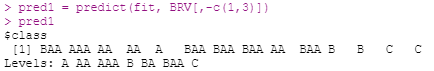 > pred1 = predict(fit, BRV[,-c(1,3)])
> pred1
$class
[1] BAA AAA AA AA A BAA BAA BAA AA BAA B B C C
Levels: A AA AAA B BA BAA C